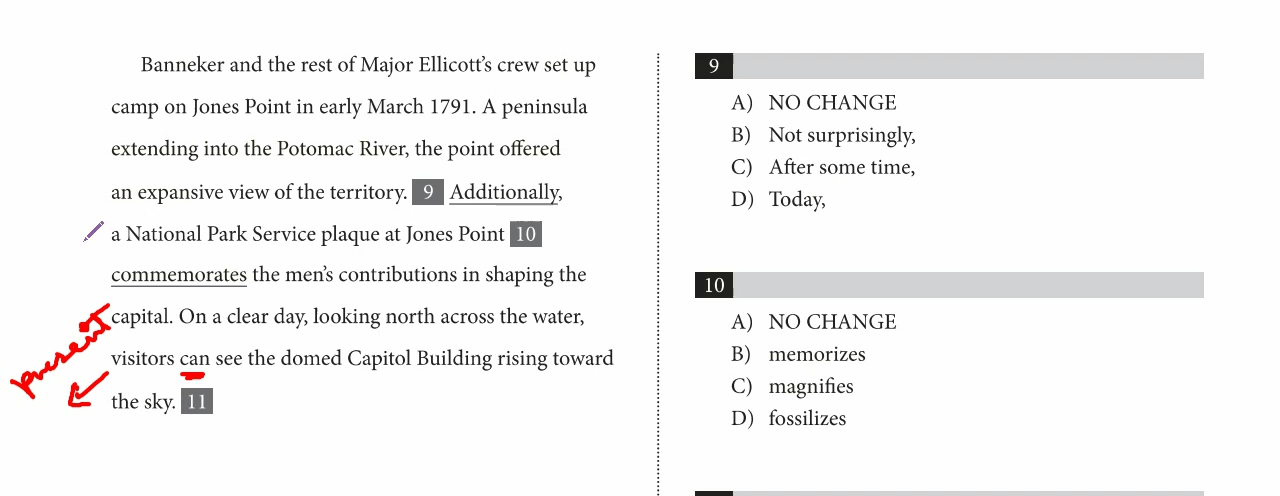 Banneker and the rest of Major Ellicott's crew set up
camp on Jones Point in early March 1791. A peninsula
extending into the Potomac River, the point offered
an expansive view of the territory. 9 Additionally,
a National Park Service plaque at Jones Point 10
commemorates the men's contributions in shaping the
capital. On a clear day, looking north across the water,
visitors can see the domed Capitol Building rising toward
the sky. 11
present
9
A) NO CHANGE
B) Not surprisingly,
C) After some time,
D) Today,
10
A) NO CHANGE
B) memorizes
C) magnifies
D) fossilizes